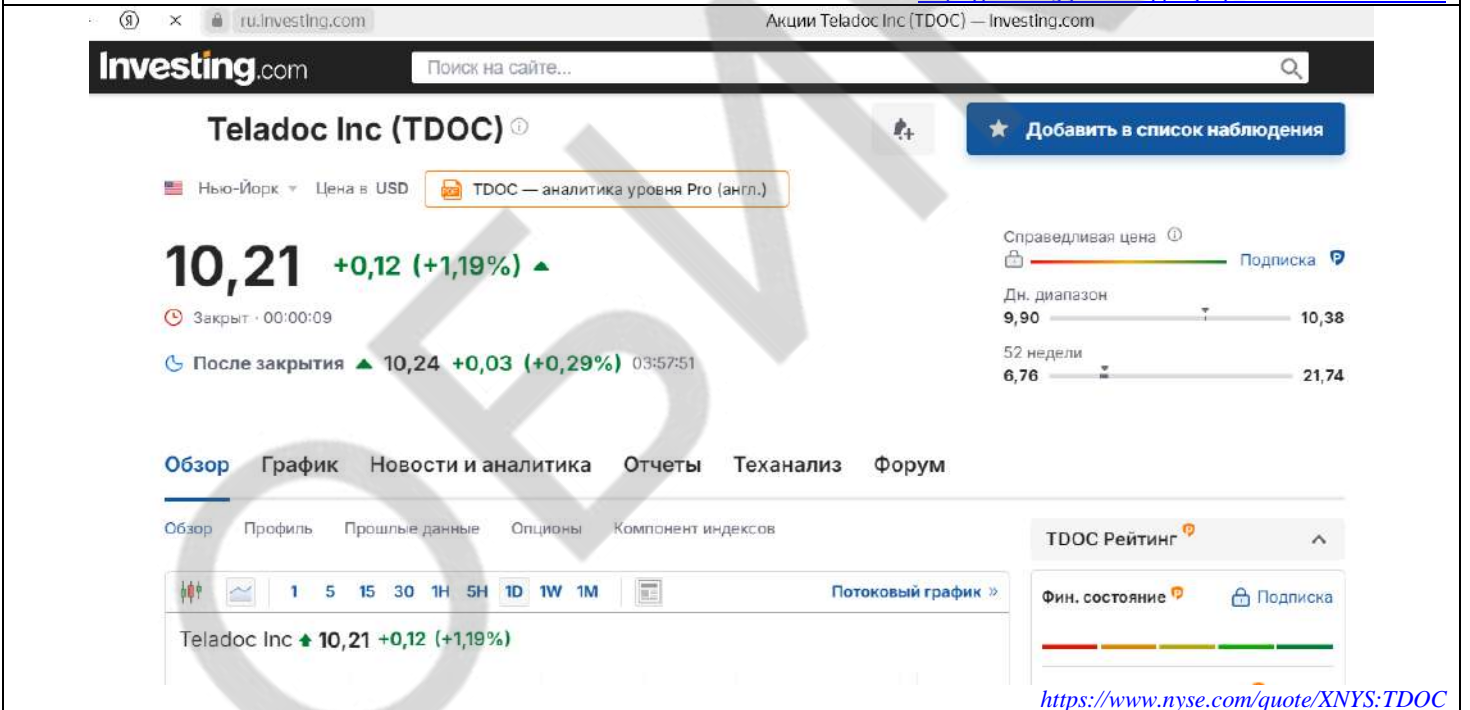 Я × ru.investing.com Акции Teladoc Inc (TDOC) — Investing.com
Investing.com Поиск на сайте...
Teladoc Inc (TDOC) Добавить в список наблюдения
Нью-Йорк Цена в USD TDOC — аналитика уровня Pro (англ.)
10,21 +0,12 (+1,19%)
Справедливая цена
Подписка
Закрыт · 00:00:09
Дн. диапазон
9,90 10,38
После закрытия 10,24 +0,03 (+0,29%) 03:57:51
52 недели
6,76 21,74
Обзор График Новости и аналитика Отчеты Теханализ Форум
Обзор Профиль Прошлые данные Опционы Компонент индексов
TDOC Рейтинг
1 5 15 30 1H 5H 1D 1W 1M Потоковый график »
Фин. состояние Подписка
Teladoc Inc 10,21 +0,12 (+1,19%)
https://www.nyse.com/quote/XNYS:TDOC